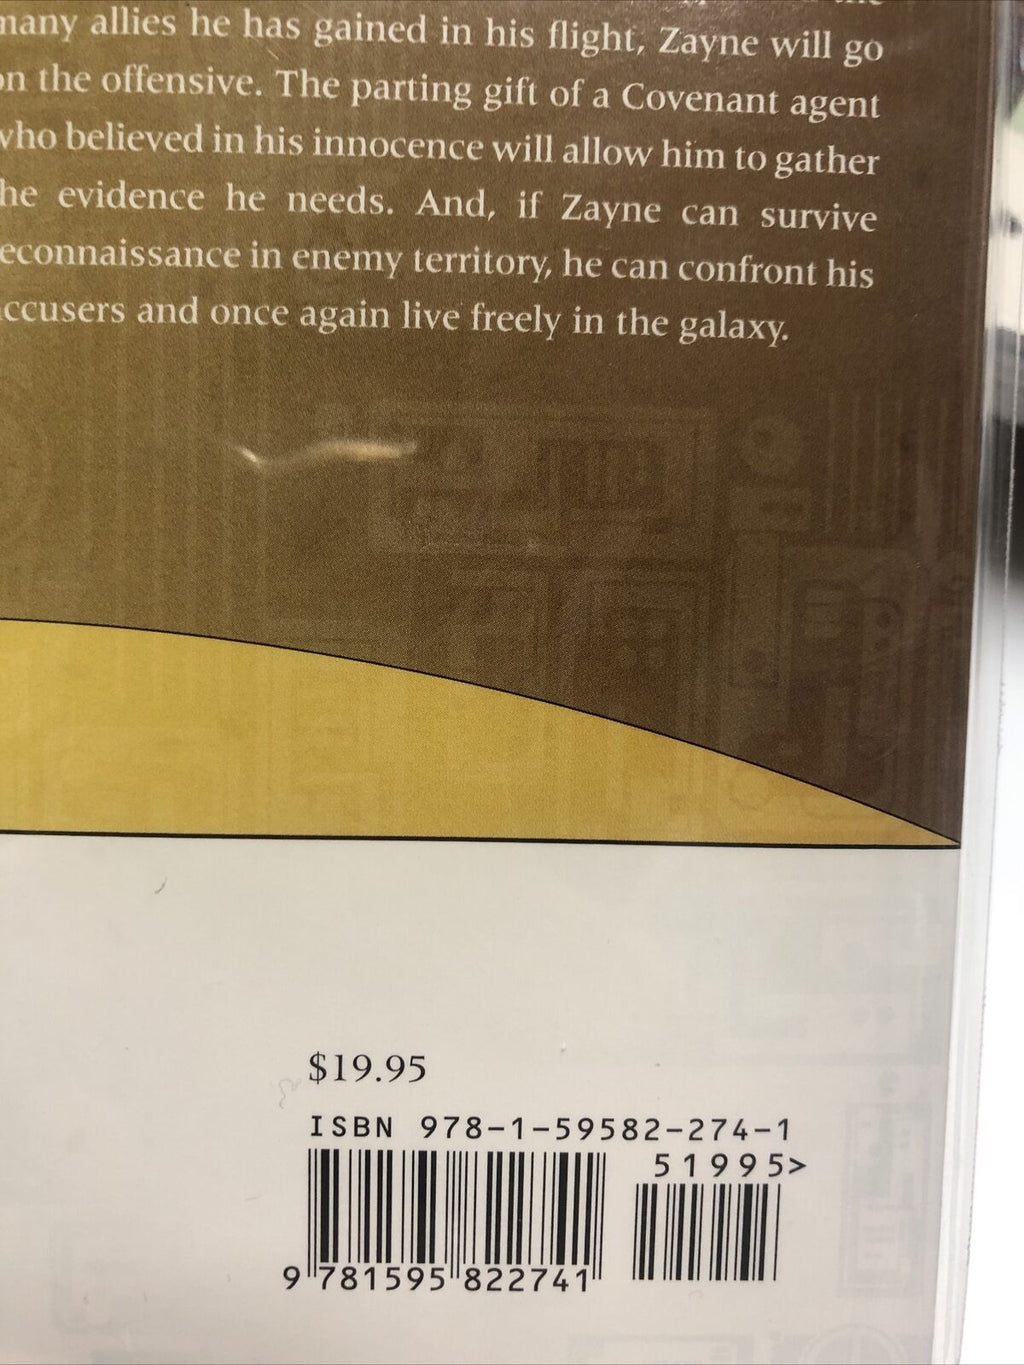 many allies he has gained in his flight, Zayne will go
on the offensive. The parting gift of a Covenant agent
who believed in his innocence will allow him to gather
he evidence he needs. And, if Zayne can survive
econnaissance in enemy territory, he can confront his
ccusers and once again live freely in the galaxy.
$19.95
ISBN 978-1-59582-274-1
51995>
9 781595 822741